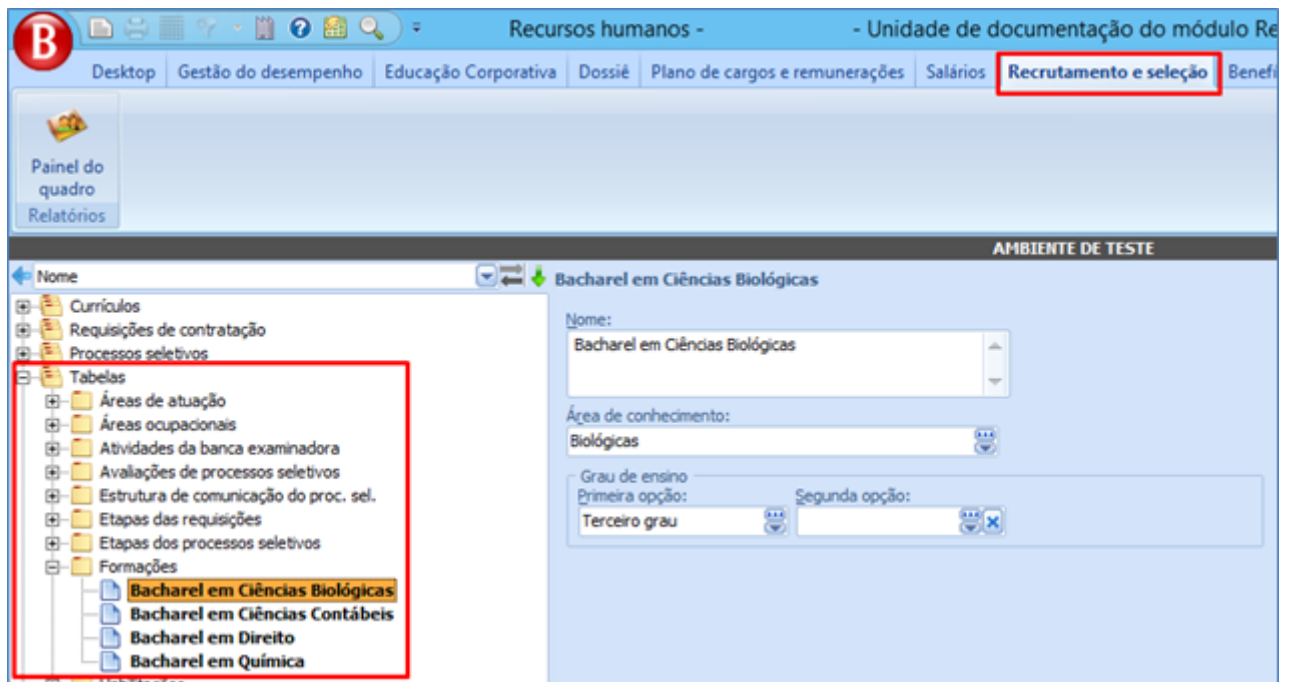 B
Recursos humanos - - Unidade de documentação do módulo Re
Desktop Gestão do desempenho Educação Corporativa Dossiê Plano de cargos e remunerações Salários Recrutamento e seleção Benefí
Painel do
quadro
Relatórios
AMBIENTE DE TESTE
Nome
Currículos
Requisições de contratação
Processos seletivos
Tabelas
Áreas de atuação
Áreas ocupacionais
Atividades da banca examinadora
Avaliações de processos seletivos
Estrutura de comunicação do proc. sel.
Etapas das requisições
Etapas dos processos seletivos
Formações
Bacharel em Ciências Biológicas
Bacharel em Ciências Contábeis
Bacharel em Direito
Bacharel em Química
Bacharel em Ciências Biológicas
Nome:
Bacharel em Ciências Biológicas
Área de conhecimento:
Biológicas
Grau de ensino
Primeira opção: Segunda opção:
Terceiro grau